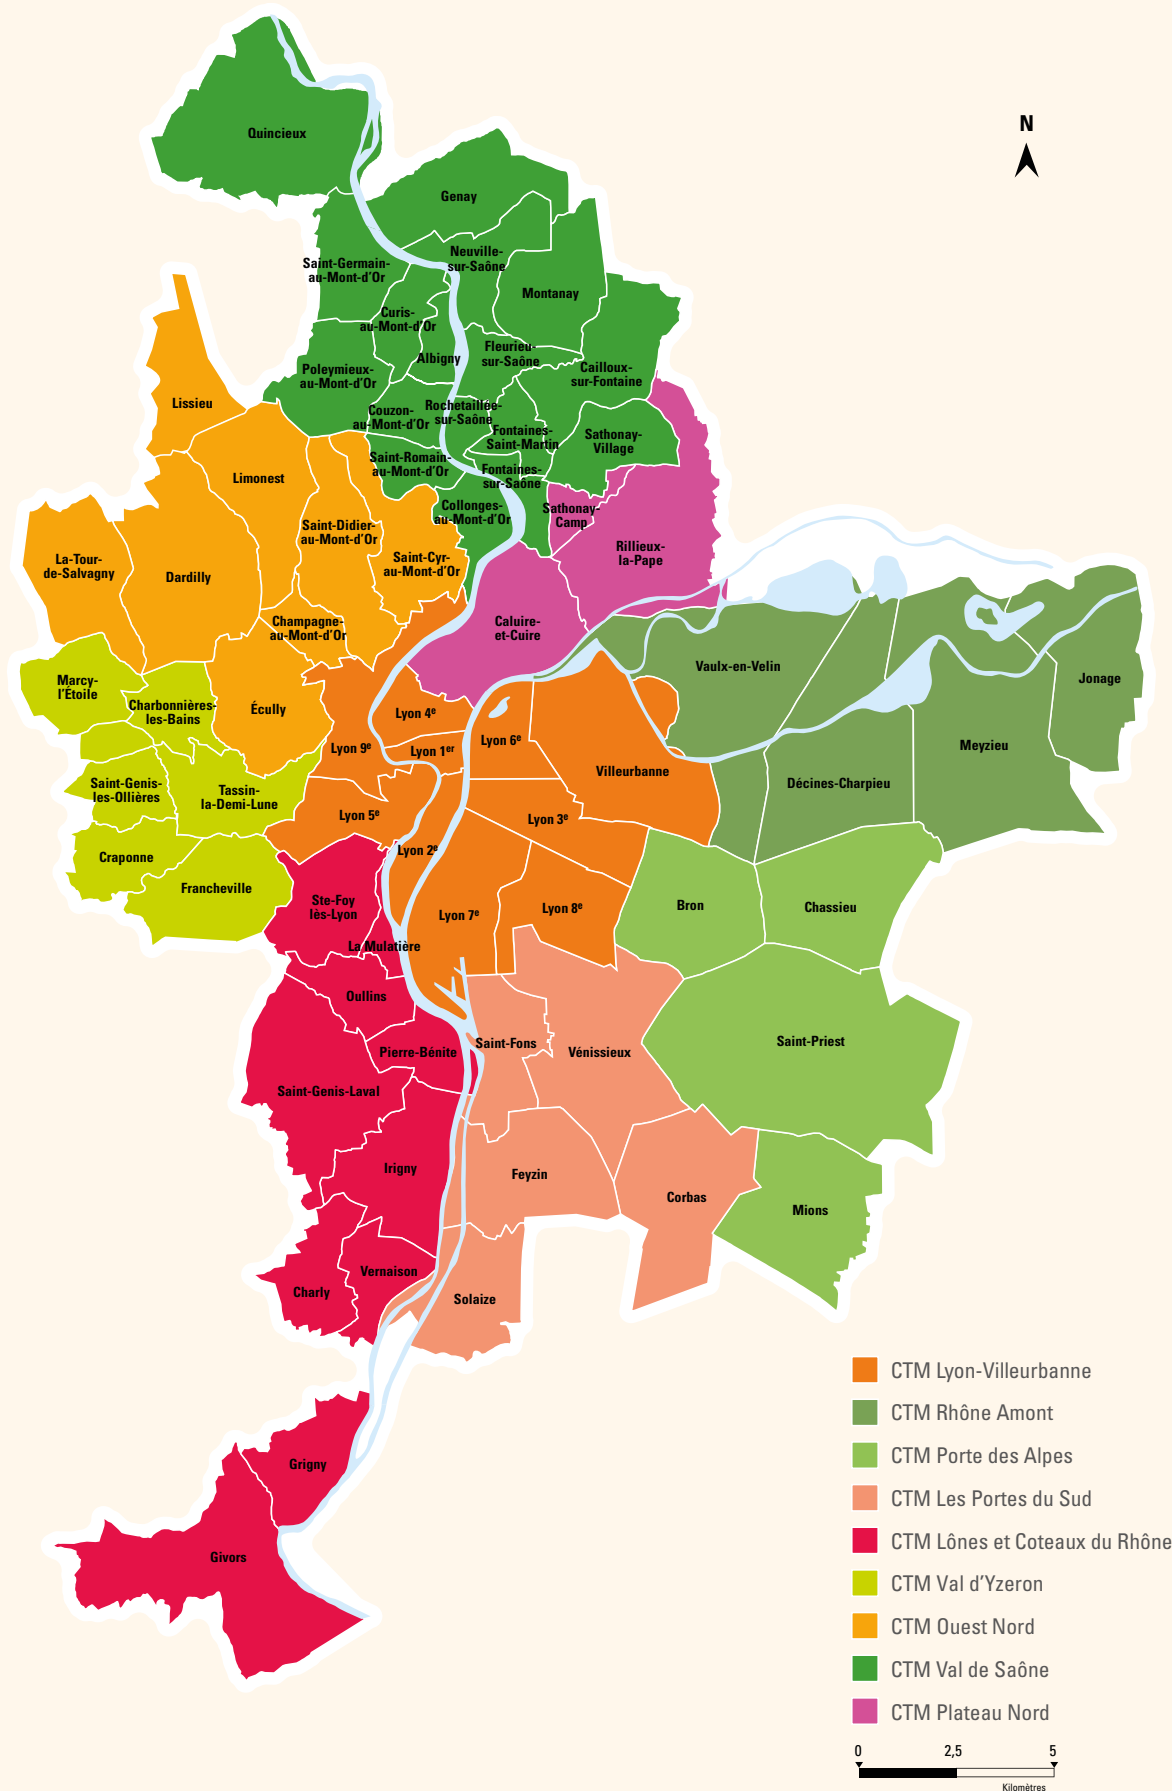 N
Quincieux
Genay
Neuville-
sur-Saône
Saint-Germain-
au-Mont-d'Or
Montanay
Curis-
au-Mont-d'Or
Albigny
Fleurieu-
sur-Saône
Poleymieux-
au-Mont-d'Or
Cailloux-
sur-Fontaine
Lissieu
Couzon-
au-Mont-d'Or
Rochetaillée-
sur-Saône
Fontaines-
Saint-Martin
Sathonay-
Village
Saint-Romain-
au-Mont-d'Or
Fontaines-
sur-Saône
Limonest
Collonges-
au-Mont-d'Or
Sathonay-
Camp
Saint-Didier-
au-Mont-d'Or
Rillieux-
la-Pape
La-Tour-
de-Salvagny
Dardilly
Saint-Cyr-
au-Mont-d'Or
Champagne-
au-Mont-d'Or
Caluire-
et-Cuire
Vaulx-en-Velin
Marcy-
l'Étoile
Charbonnières-
les-Bains
Écully
Jonage
Lyon 4e
Lyon 9e
Lyon 1er
Lyon 6e
Meyzieu
Villeurbanne
Décines-Charpieu
Saint-Genis-
les-Ollières
Tassin-
la-Demi-Lune
Lyon 5e
Lyon 3e
Lyon 2e
Craponne
Francheville
Ste-Foy
lès-Lyon
Lyon 7e
Lyon 8e
Bron
Chassieu
La Mulatière
Oullins
Saint-Fons
Vénissieux
Saint-Priest
Pierre-Bénite
Saint-Genis-Laval
Irigny
Feyzin
Corbas
Mions
Vernaison
Charly
Solaize
Grigny
Givors
CTM Lyon-Villeurbanne
CTM Rhône Amont
CTM Porte des Alpes
CTM Les Portes du Sud
CTM Lônes et Coteaux du Rhône
CTM Val d'Yzeron
CTM Ouest Nord
CTM Val de Saône
CTM Plateau Nord
0 2,5 5
Kilomètres